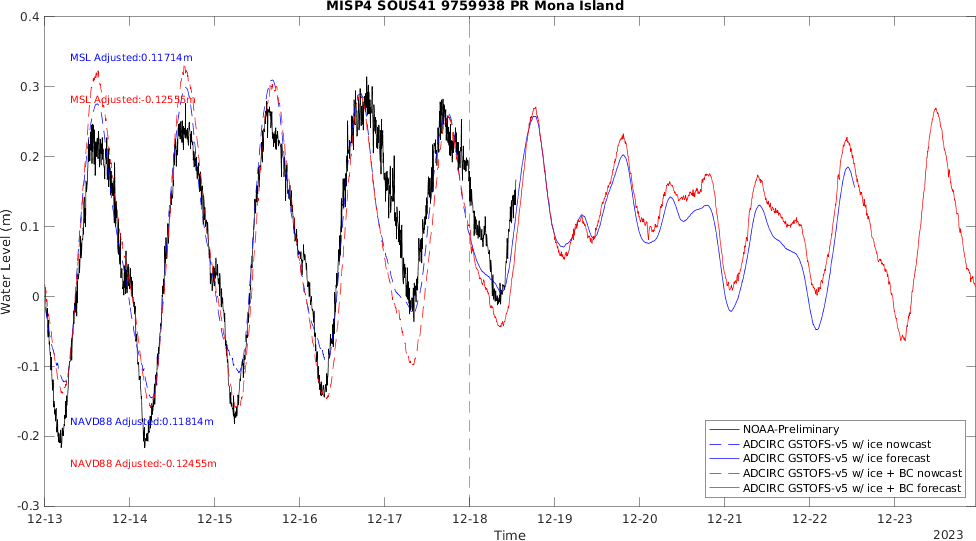 MISP4 SOUS41 9759938 PR Mona Island
0.4
MSL Adjusted:0.11714m
0.3
MSL Adjusted:-0.12555m
0.2
0.1
Water Level (m)
0
-0.1
-0.2
NAVD88 Adjusted:0.11814m
NAVD88 Adjusted:-0.12455m
-0.3
NOAA-Preliminary
ADCIRC GSTOFS-v5 w/ ice nowcast
ADCIRC GSTOFS-v5 w/ ice forecast
ADCIRC GSTOFS-v5 w/ ice + BC nowcast
ADCIRC GSTOFS-v5 w/ ice + BC forecast
12-13 12-14 12-15 12-16 12-17 12-18 12-19 12-20 12-21 12-22 12-23
Time
2023